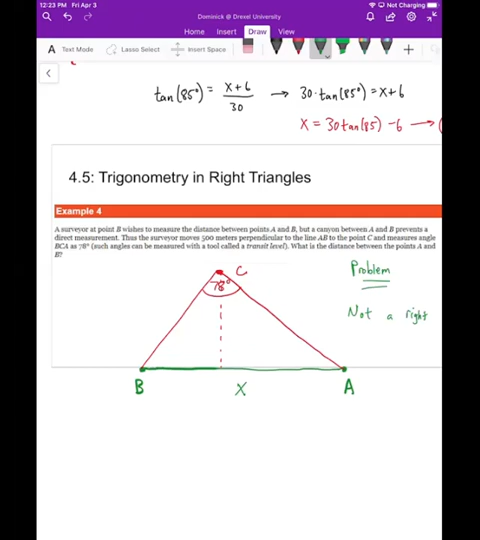 12:23 PM Fri Apr 3
Not Charging
Dominick @ Drexel University
Home Insert Draw View
A Text Mode Lasso Select Insert Space
tan(85°) = x+6
30
→ 30·tan(85°) = x+6
x = 30tan(85) -6 → (
4.5: Trigonometry in Right Triangles
Example 4
A surveyor at point B wishes to measure the distance between points A and B, but a canyon between A and B prevents a
direct measurement. Thus the surveyor moves 500 meters perpendicular to the line AB to the point C and measures angle
BCA as 78° (such angles can be measured with a tool called a transit level). What is the distance between the points A and
B?
Problem
C
78°
Not a right
B X A